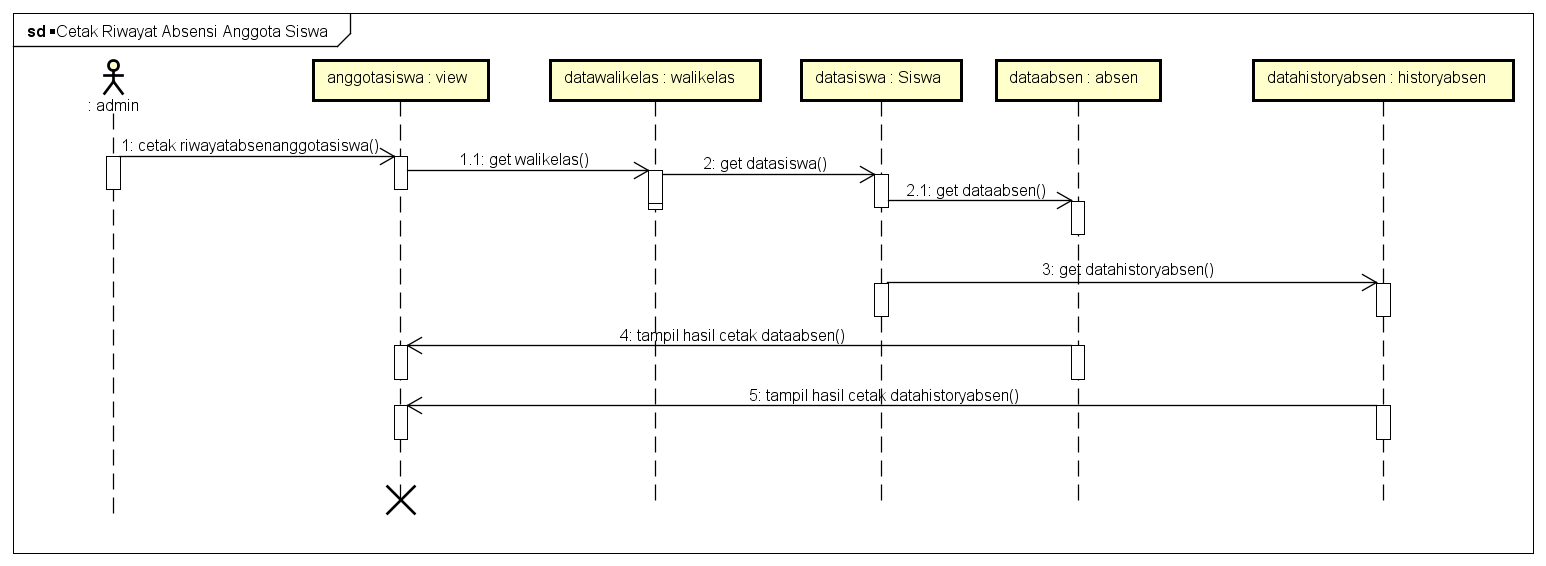 sd Cetak Riwayat Absensi Anggota Siswa
: admin
anggotasiswa : view
datawalikelas : walikelas
datasiswa : Siswa
dataabsen : absen
datahistoryabsen : historyabsen
1: cetak riwayatabsenanggotasiswa()
1.1: get walikelas()
2: get datasiswa()
2.1: get dataabsen()
3: get datahistoryabsen()
4: tampil hasil cetak dataabsen()
5: tampil hasil cetak datahistoryabsen()